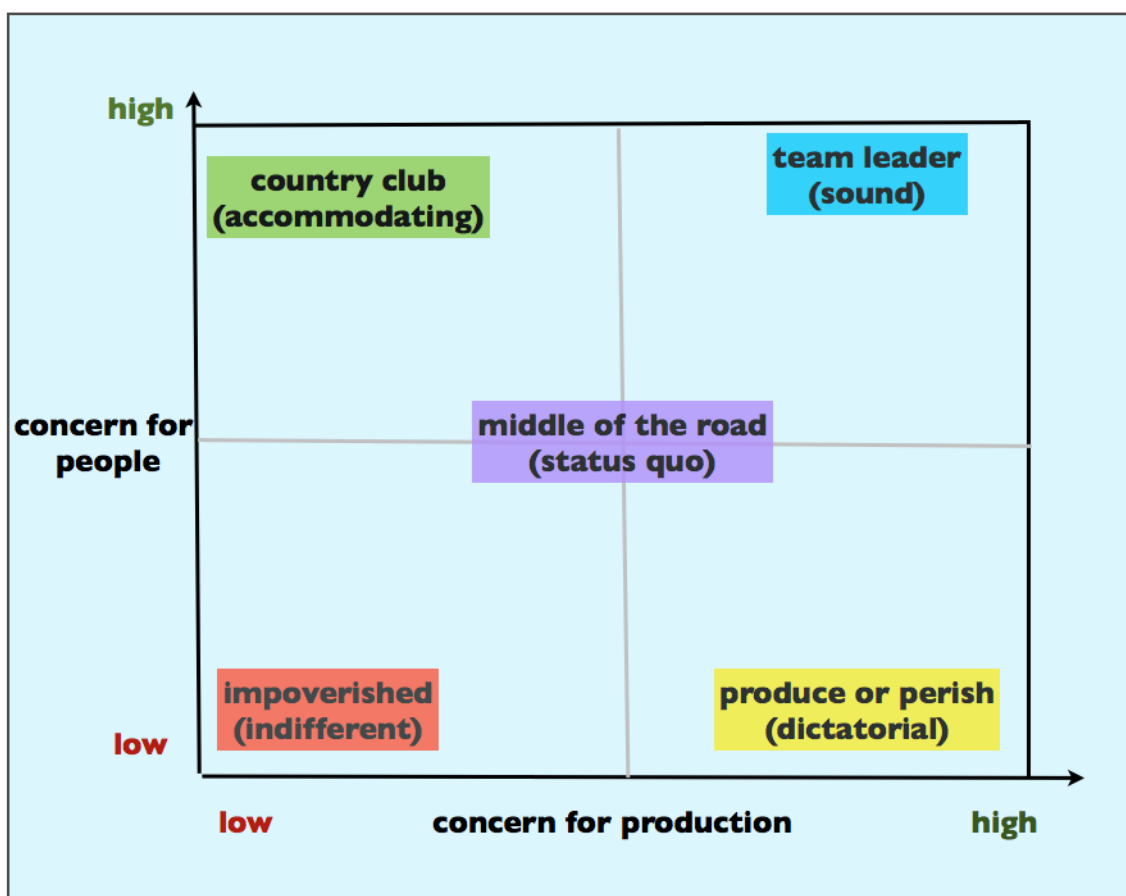 high
country club
(accommodating)
team leader
(sound)
concern for
people
middle of the road
(status quo)
impoverished
(indifferent)
produce or perish
(dictatorial)
low
low
concern for production
high